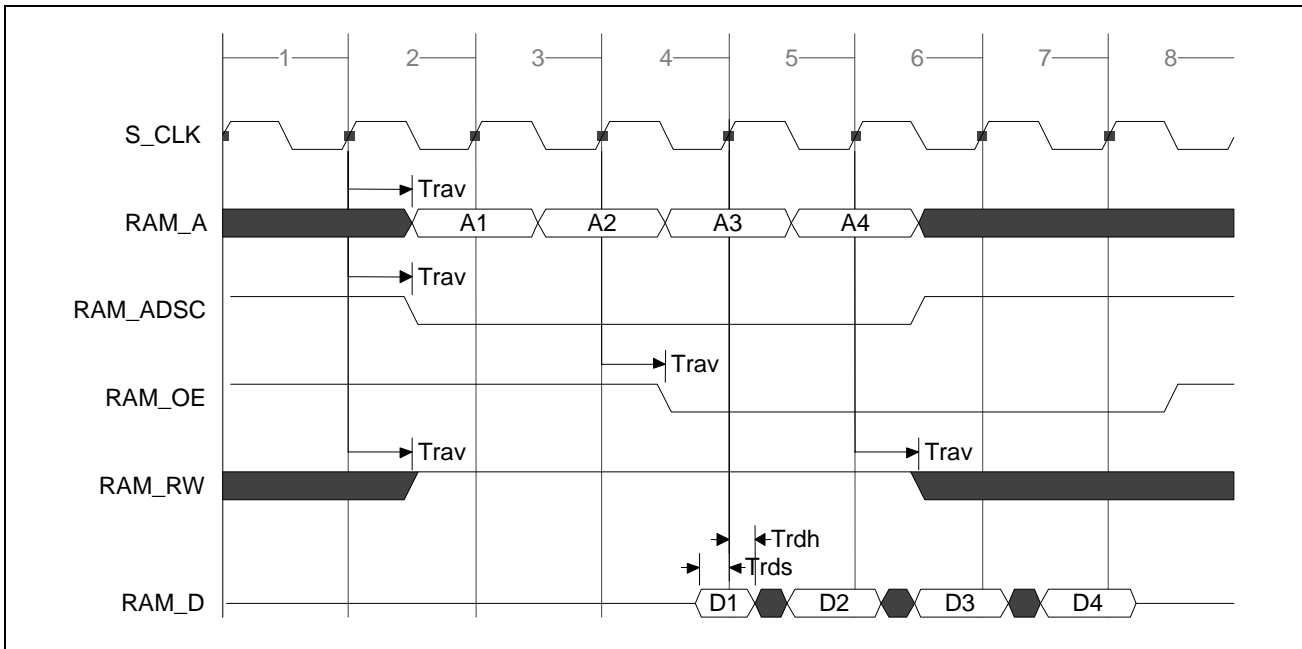 1 2 3 4 5 6 7 8
S_CLK
Trav
RAM_A A1 A2 A3 A4
Trav
RAM_ADSC
Trav
RAM_OE
Trav Trav
RAM_RW
Trdh
Trds
RAM_D D1 D2 D3 D4